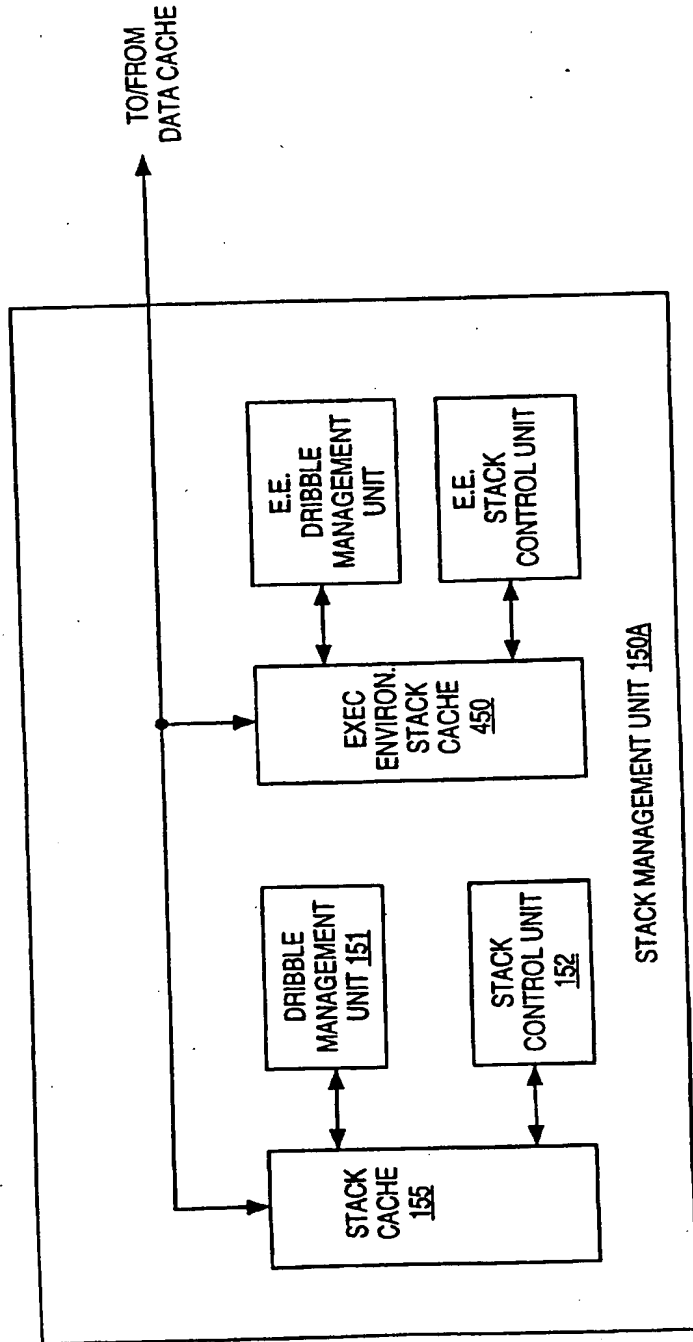 TO/FROM
DATA CACHE
STACK
CACHE
155
DRIBBLE
MANAGEMENT
UNIT 151
STACK
CONTROL UNIT
152
EXEC
ENVIRON.
STACK
CACHE
450
E.E.
DRIBBLE
MANAGEMENT
UNIT
E.E.
STACK
CONTROL UNIT
STACK MANAGEMENT UNIT 150A